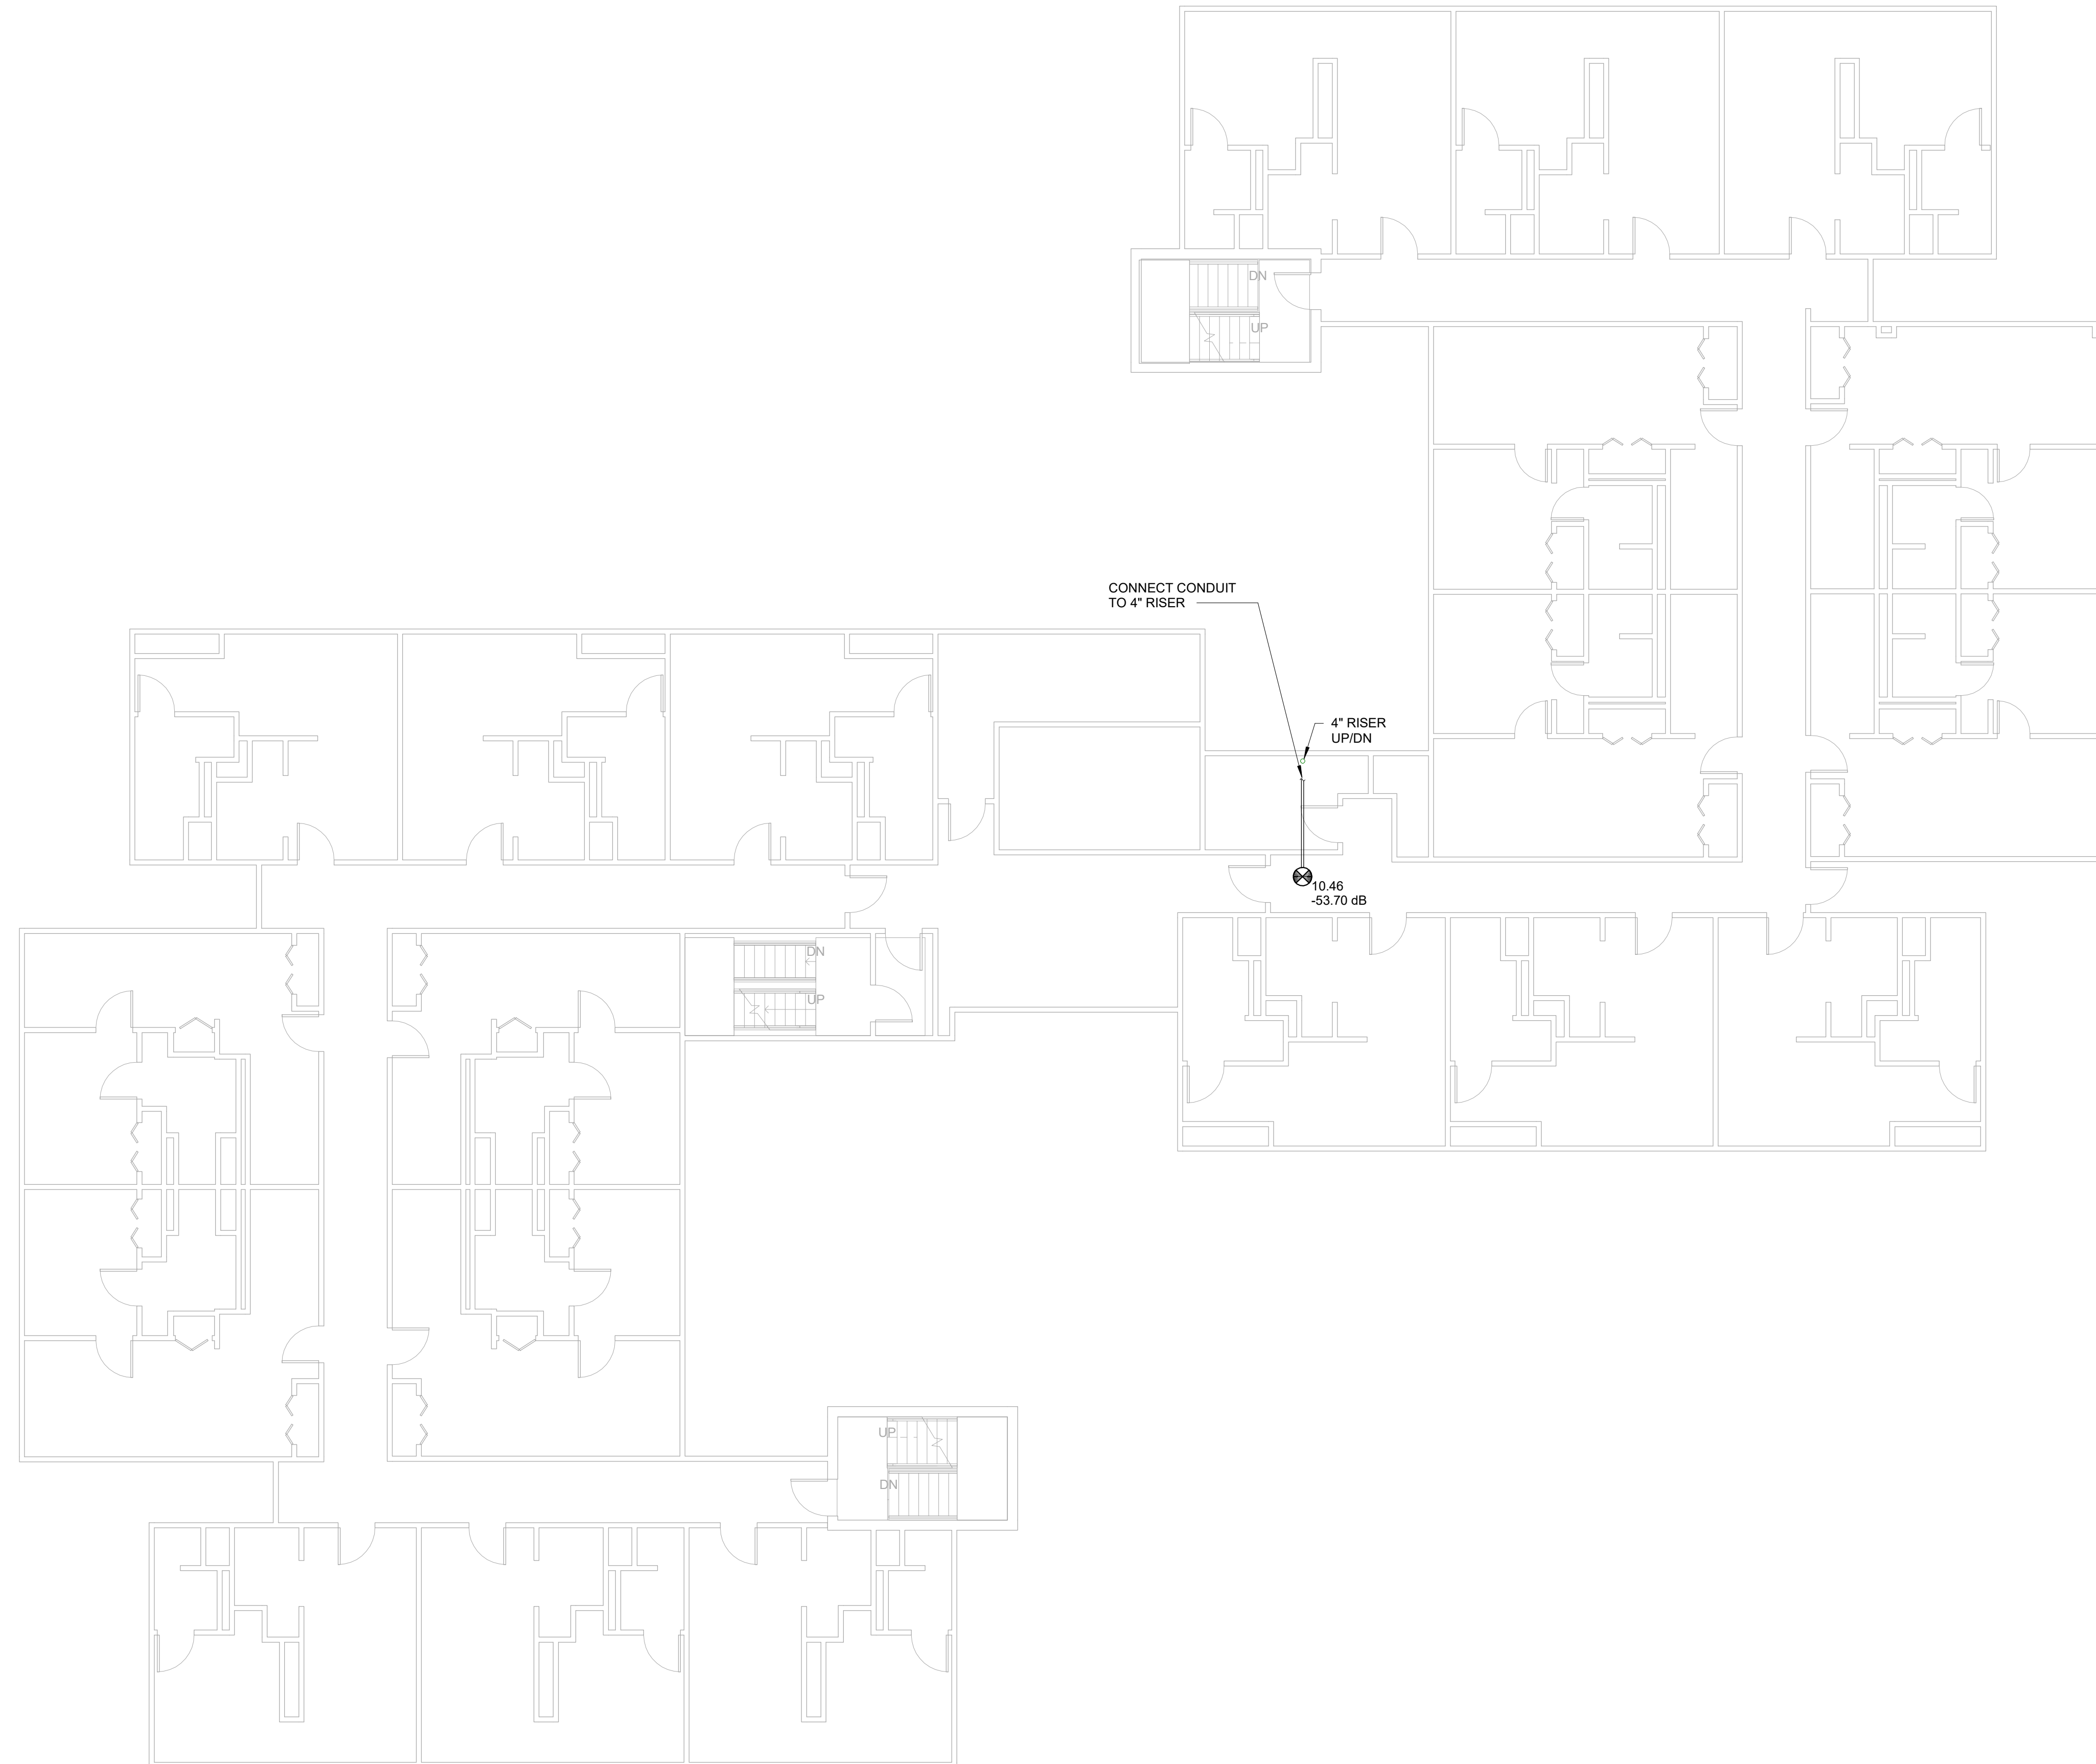 DN
UP
CONNECT CONDUIT
TO 4" RISER
4" RISER
UP/DN
10.46
-53.70 dB
DN
UP
UP
DN